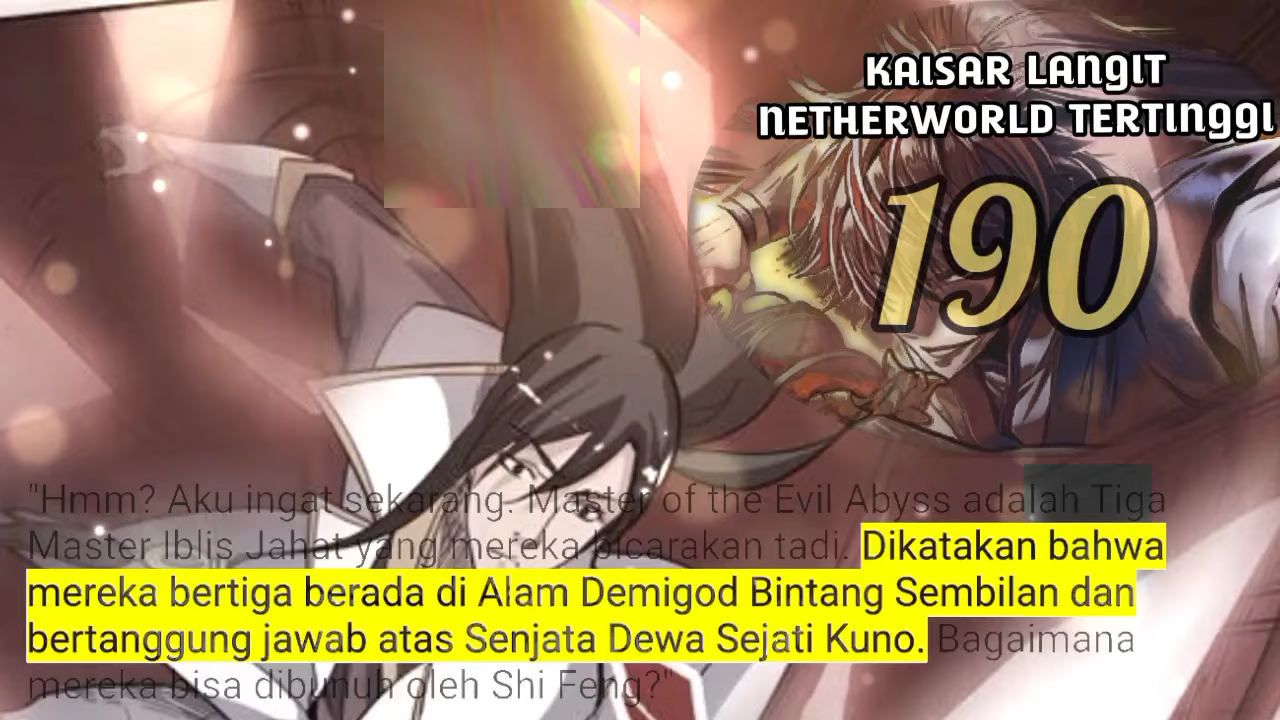 KAISAR LANGIT
NETHERWORLD TERTINGGI
190
"Hmm? Aku ingat sekarang. Master of the Evil Abyss adalah Tiga
Master Iblis Jahat yang mereka bicarakan tadi. Dikatakan bahwa
mereka bertiga berada di Alam Demigod Bintang Sembilan dan
bertanggung jawab atas Senjata Dewa Sejati Kuno. Bagaimana
mereka bisa dibunuh oleh Shi Feng?"